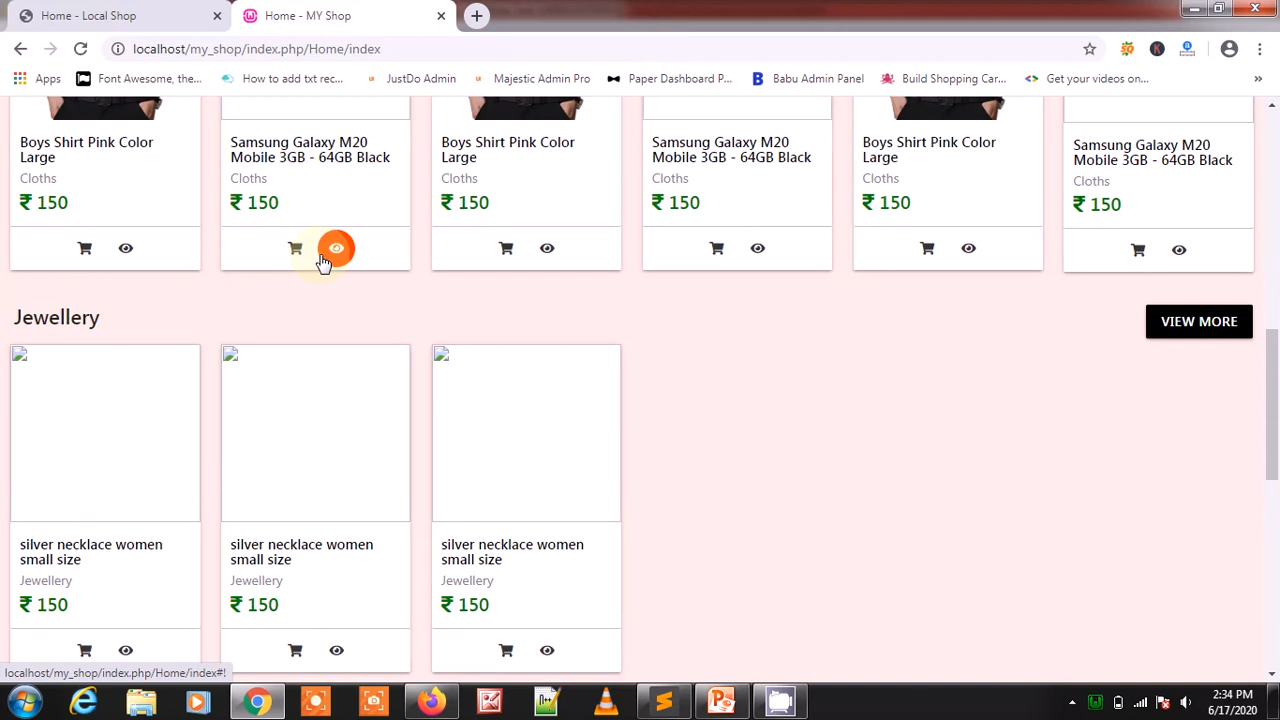 Home - Local Shop
Home - MY Shop
localhost/my_shop/index.php/Home/index
Apps
Font Awesome, the...
How to add txt rec...
JustDo Admin
Majestic Admin Pro
Paper Dashboard P...
Babu Admin Panel
Build Shopping Car...
Get your videos on...
Boys Shirt Pink Color
Large
Cloths
₹ 150
Samsung Galaxy M20
Mobile 3GB - 64GB Black
Cloths
₹ 150
Boys Shirt Pink Color
Large
Cloths
₹ 150
Samsung Galaxy M20
Mobile 3GB - 64GB Black
Cloths
₹ 150
Boys Shirt Pink Color
Large
Cloths
₹ 150
Samsung Galaxy M20
Mobile 3GB - 64GB Black
Cloths
₹ 150
Jewellery
VIEW MORE
silver necklace women
small size
Jewellery
₹ 150
silver necklace women
small size
Jewellery
₹ 150
silver necklace women
small size
Jewellery
₹ 150
localhost/my_shop/index.php/Home/index#!
2:34 PM
6/17/2020